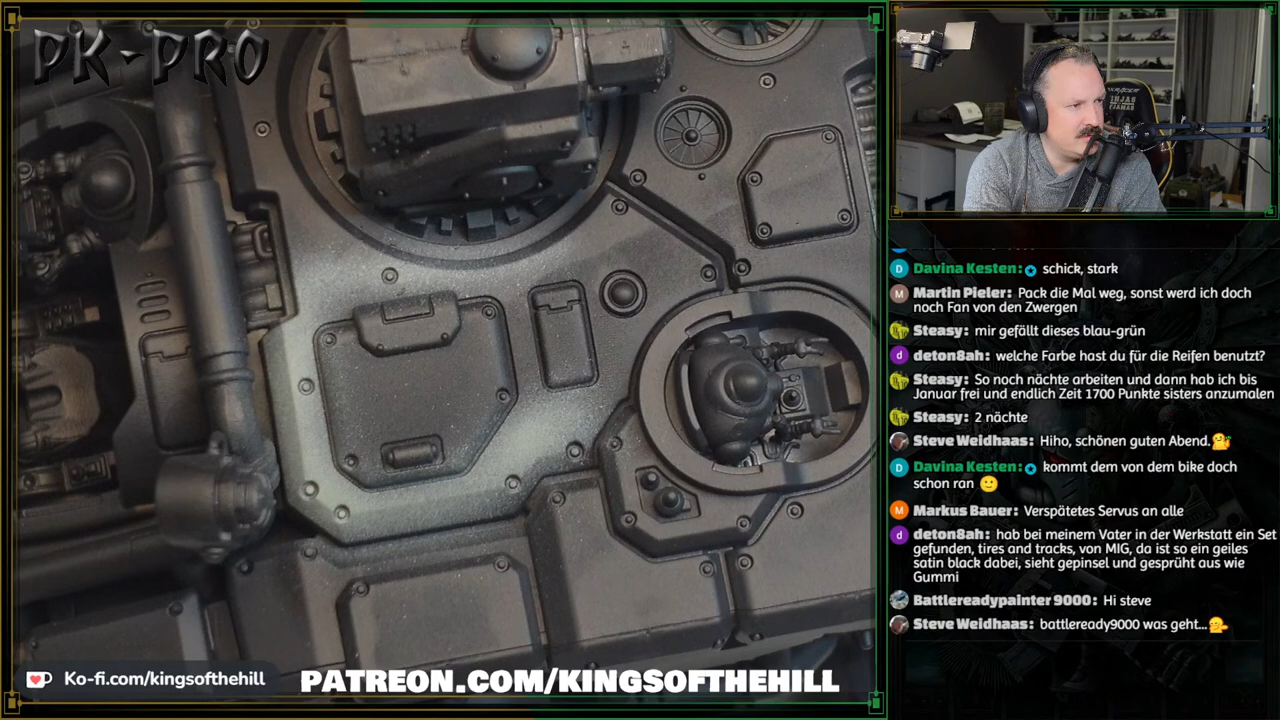 PK-PRO
Ko-fi.com/kingsofthehill
PATREON.COM/KINGSOFTHEHILL
Davina Kesten: schick, stark
Martin Pieler: Pack die Mal weg, sonst werd ich doch
noch Fan von den Zwergen
Steasy: mir gefällt dieses blau-grün
deton8ah: welche Farbe hast du für die Reifen benutzt?
Steasy: So noch nächte arbeiten und dann hab ich bis
Januar frei und endlich Zeit 1700 Punkte sisters anzumalen
Steasy: 2 nächte
Steve Weidhaas: Hiho, schönen guten Abend.
Davina Kesten: kommt dem von dem bike doch
schon ran 🙂
Markus Bauer: Verspätetes Servus an alle
deton8ah: hab bei meinem Vater in der Werkstatt ein Set
gefunden, tires and tracks, von MIG, da ist so ein geiles
satin black dabei, sieht gepinsel und gesprüht aus wie
Gummi
Battlereadypainter 9000: Hi steve
Steve Weidhaas: battleready9000 was geht...